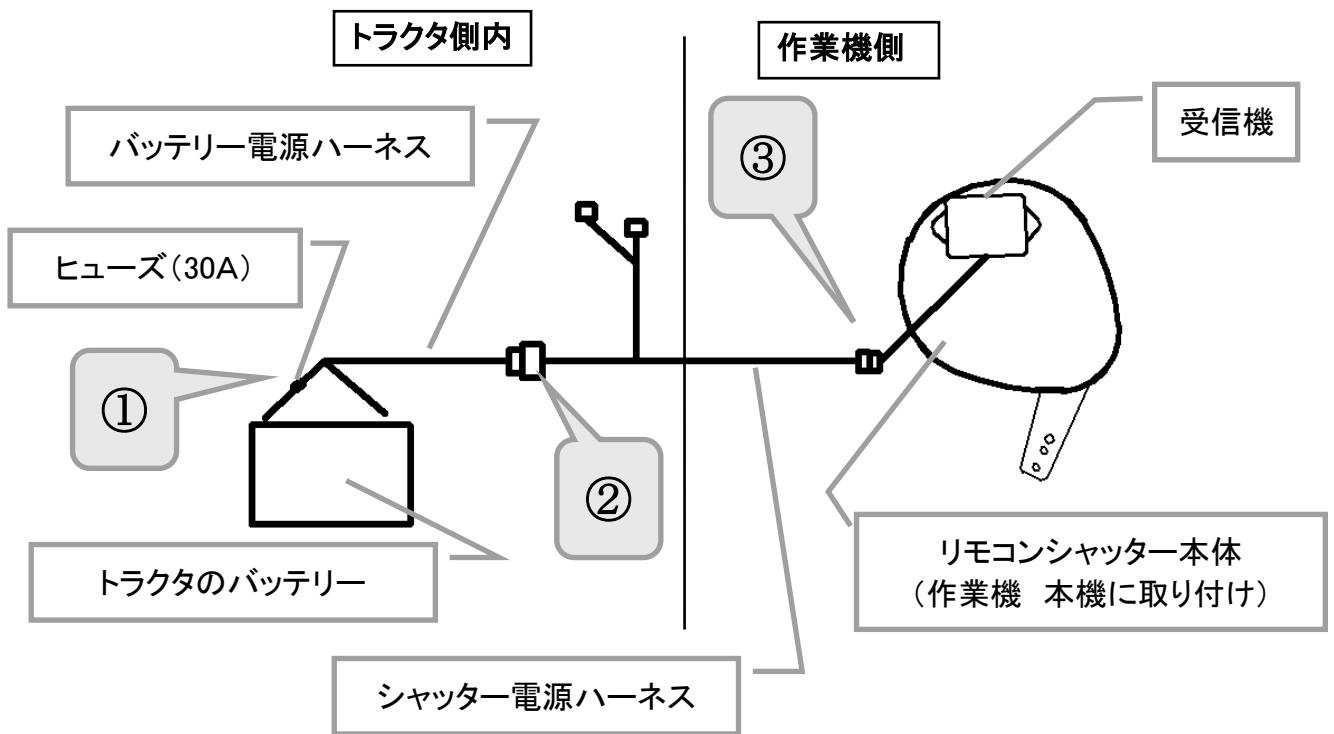 トラクタ側内
作業機側
バッテリー電源ハーネス
③
受信機
ヒューズ(30A)
①
②
トラクタのバッテリー
リモコンシャッター本体
(作業機　本機に取り付け)
シャッター電源ハーネス